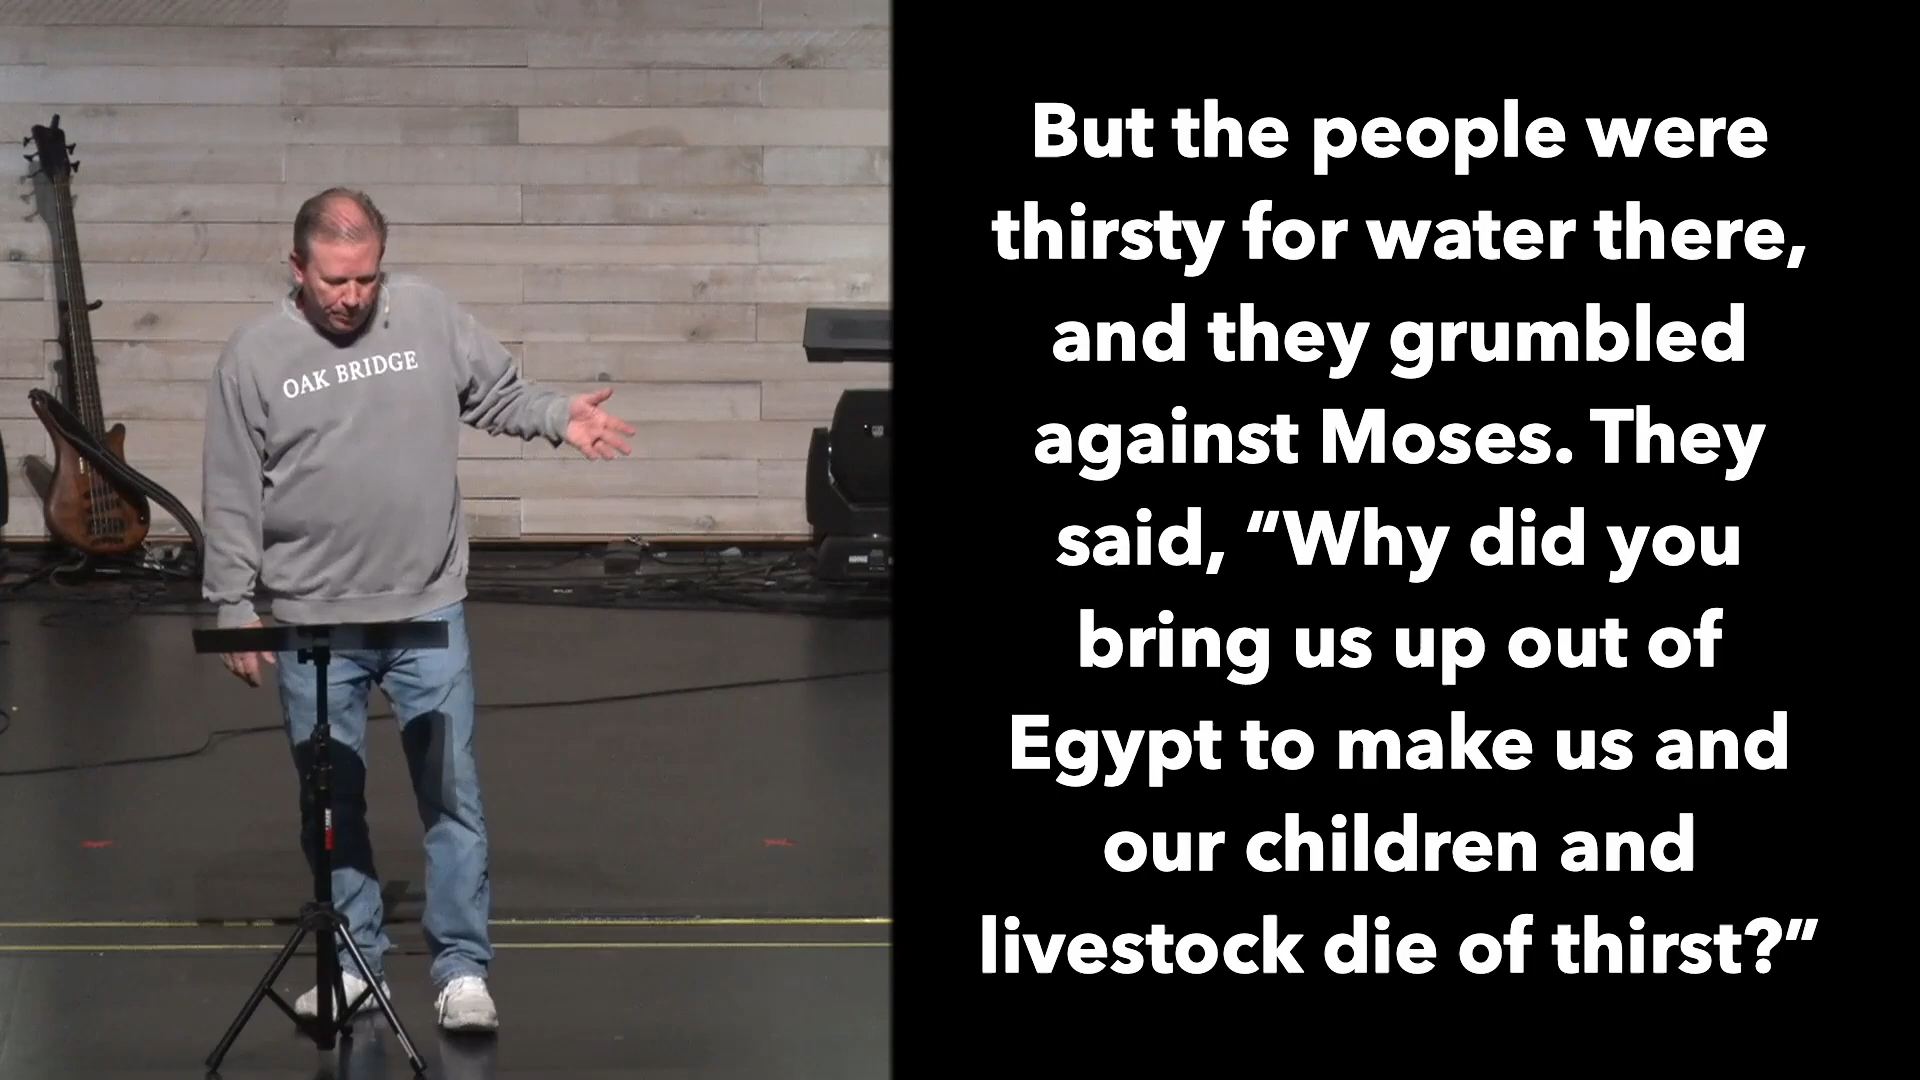 OAK BRIDGE
But the people were
thirsty for water there,
and they grumbled
against Moses. They
said, “Why did you
bring us up out of
Egypt to make us and
our children and
livestock die of thirst?”